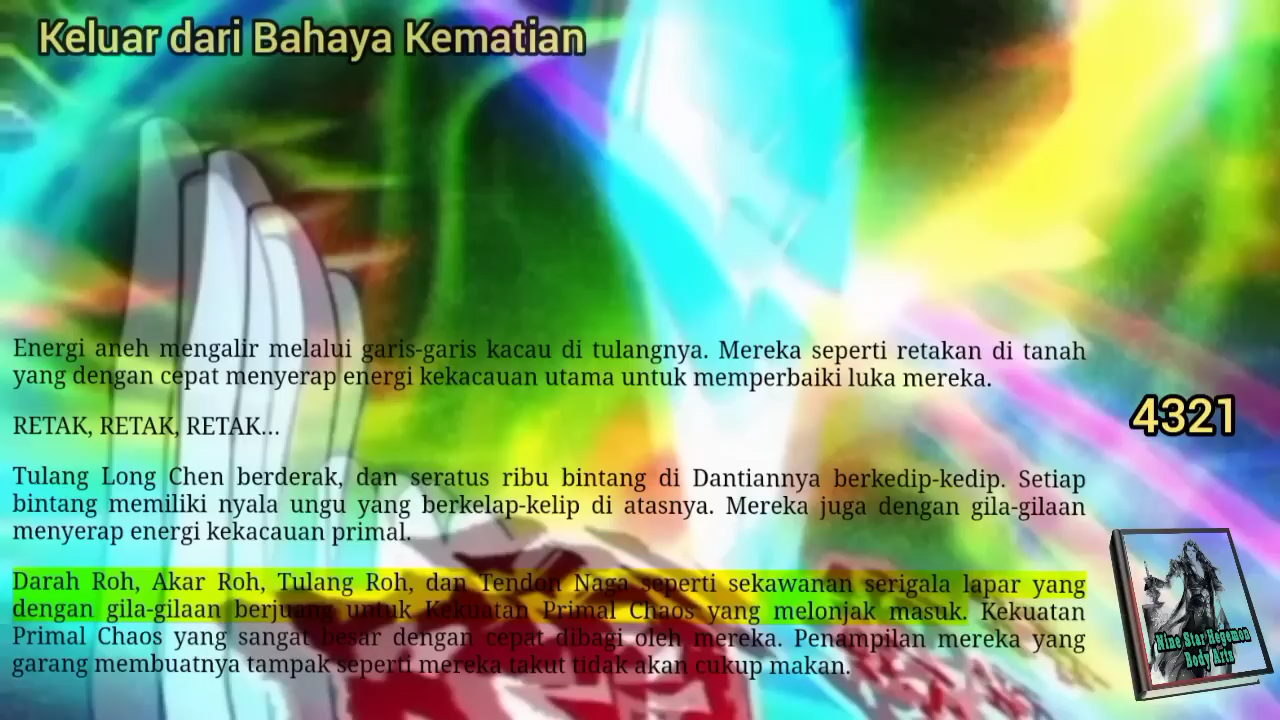 Keluar dari Bahaya Kematian
Energi aneh mengalir melalui garis-garis kacau di tulangnya. Mereka seperti retakan di tanah
yang dengan cepat menyerap energi kekacauan utama untuk memperbaiki luka mereka.
RETAK, RETAK, RETAK...
4321
Tulang Long Chen berderak, dan seratus ribu bintang di Dantiannya berkedip-kedip. Setiap
bintang memiliki nyala ungu yang berkelap-kelip di atasnya. Mereka juga dengan gila-gilaan
menyerap energi kekacauan primal.
Darah Roh, Akar Roh, Tulang Roh, dan Tendon Naga seperti sekawanan serigala lapar yang
dengan gila-gilaan berjuang untuk Kekuatan Primal Chaos yang melonjak masuk. Kekuatan
Primal Chaos yang sangat besar dengan cepat dibagi oleh mereka. Penampilan mereka yang
garang membuatnya tampak seperti mereka takut tidak akan cukup makan.
Nine Star Hegemon
Body Arts